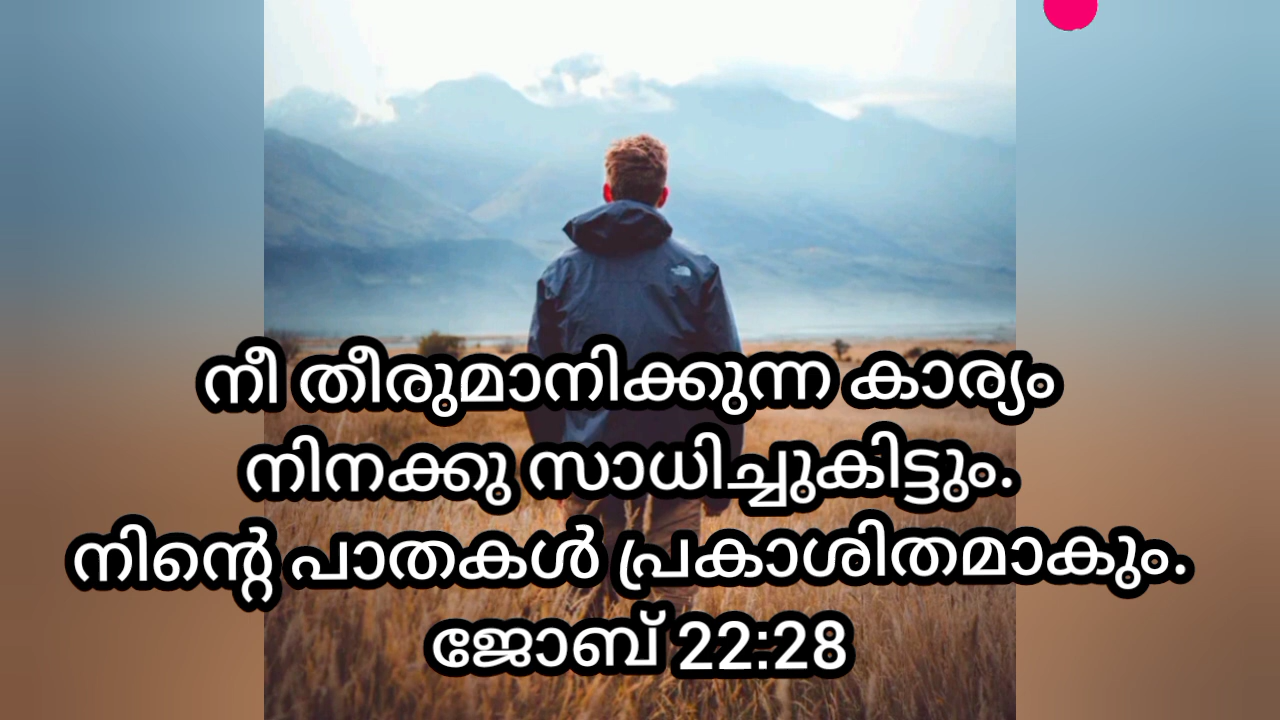 നീ തീരുമാനിക്കുന്ന കാര്യം
നിനക്കു സാധിച്ചുകിട്ടും.
നിന്റെ പാതകൾ പ്രകാശിതമാകും.
ജോബ് 22:28